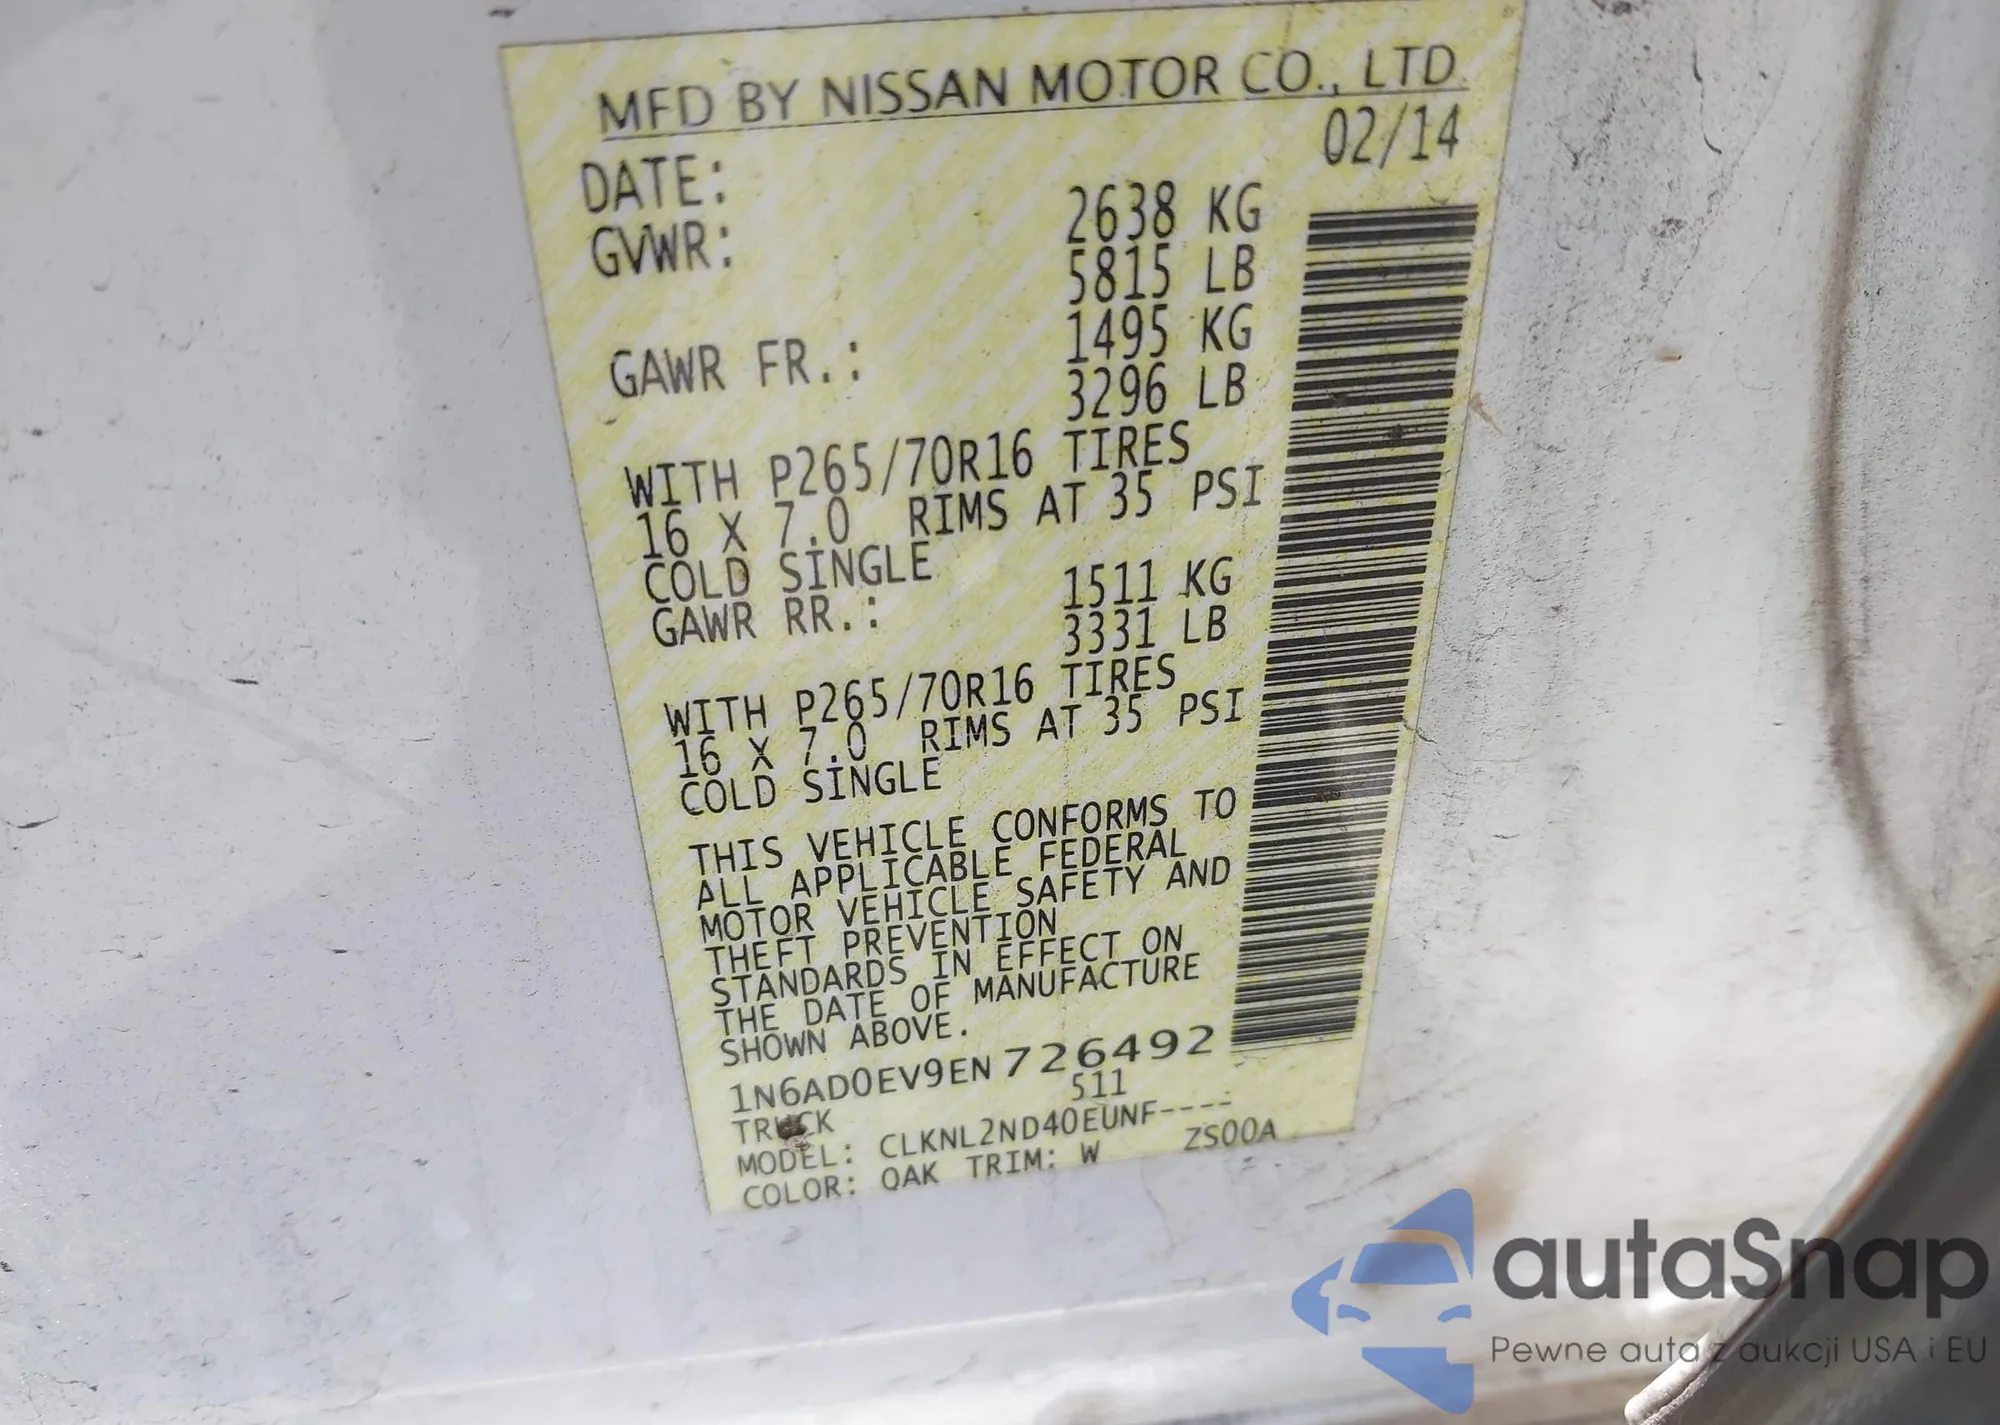 MFD BY NISSAN MOTOR CO., LTD.
DATE: 02/14
GVWR: 2638 KG
5815 LB
GAWR FR.: 1495 KG
3296 LB
WITH P265/70R16 TIRES
16 X 7.0 RIMS AT 35 PSI
COLD SINGLE
GAWR RR.: 1511 KG
3331 LB
WITH P265/70R16 TIRES
16 X 7.0 RIMS AT 35 PSI
COLD SINGLE
THIS VEHICLE CONFORMS TO
ALL APPLICABLE FEDERAL
MOTOR VEHICLE SAFETY AND
THEFT PREVENTION
STANDARDS IN EFFECT ON
THE DATE OF MANUFACTURE
SHOWN ABOVE.
1N6AD0EV9EN726492
TRUCK 511
MODEL: CLKNL2ND40EUNF----
COLOR: QAK TRIM: W ZS00A
autaSnap
Pewne auta z aukcji USA i EU